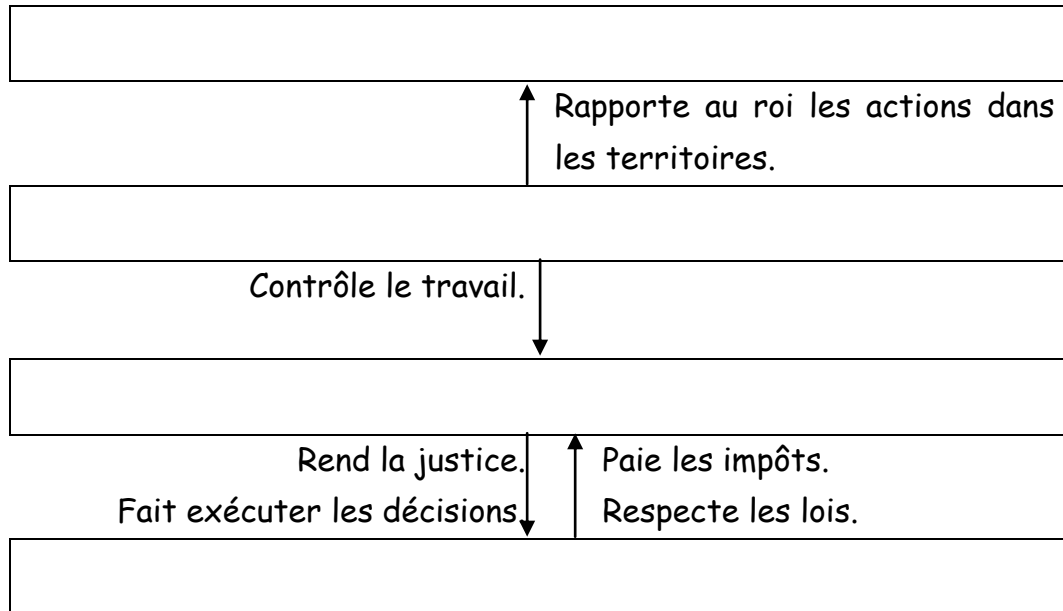 Rapporte au roi les actions dans
les territoires.
Contrôle le travail.
Rend la justice.
Fait exécuter les décisions.
Paie les impôts.
Respecte les lois.